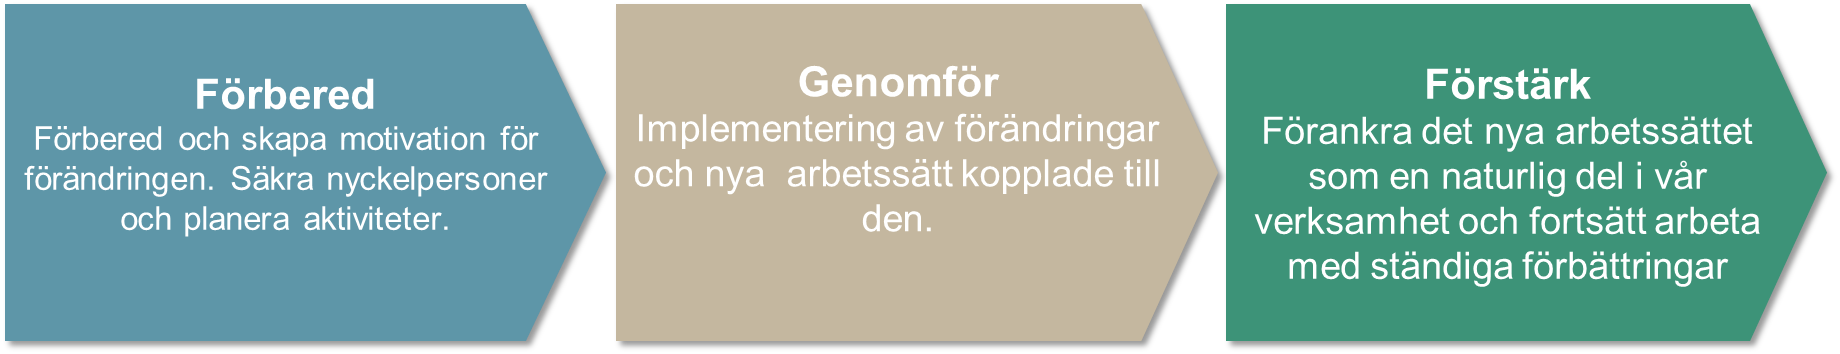 Förbered
Förbered och skapa motivation för
förändringen. Säkra nyckelpersoner
och planera aktiviteter.
Genomför
Implementering av förändringar
och nya  arbetssätt kopplade till
den.
Förstärk
Förankra det nya arbetssättet
som en naturlig del i vår
verksamhet och fortsätt arbeta
med ständiga förbättringar